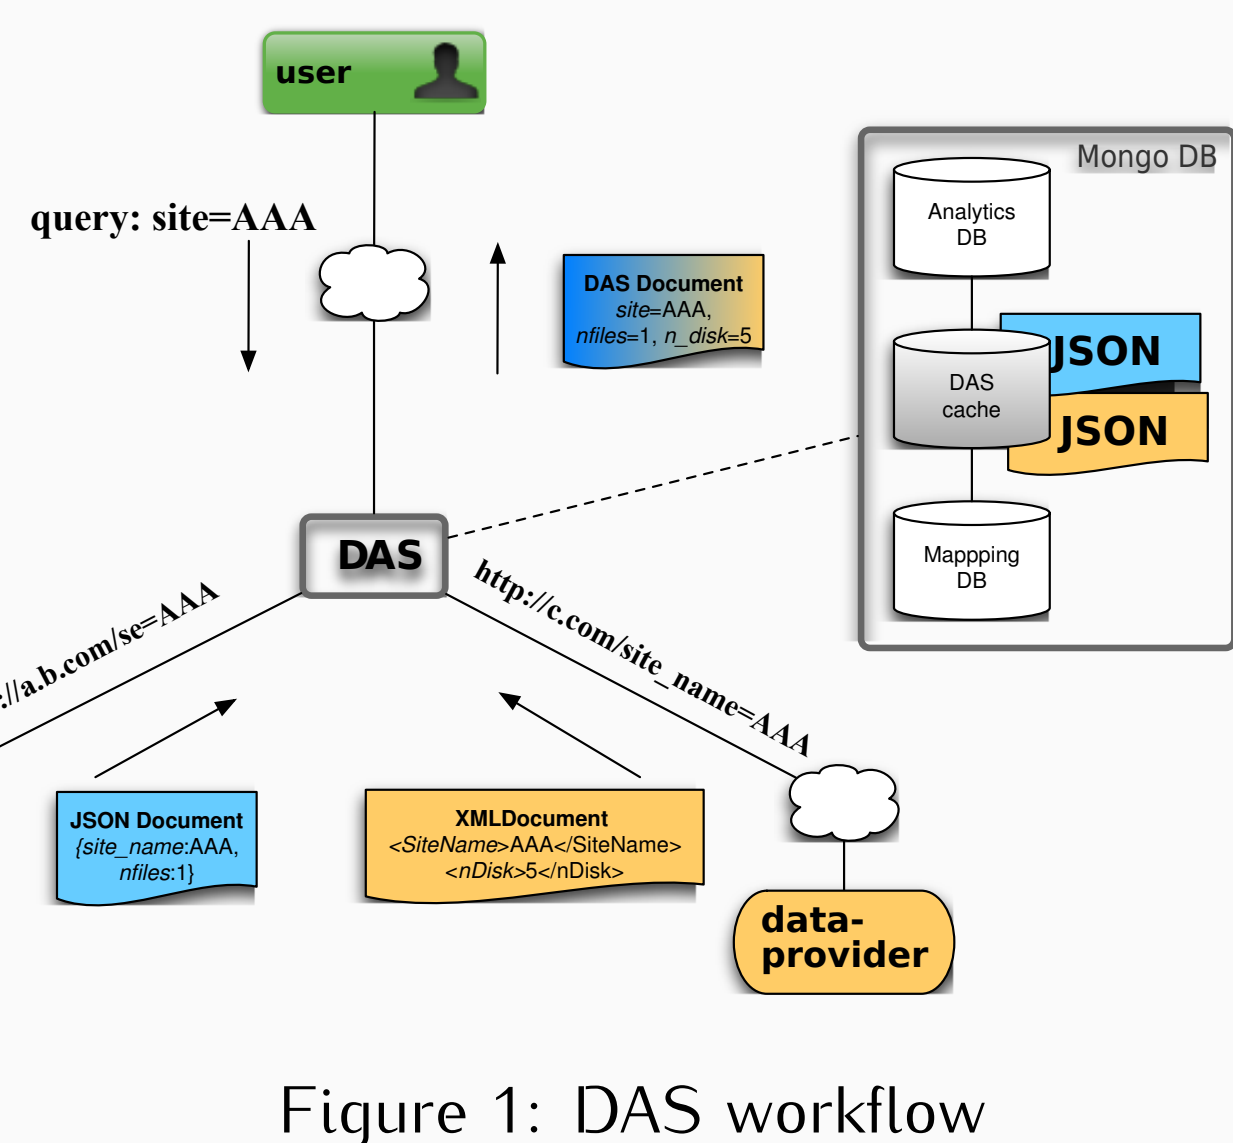 user
query: site=AAA
DAS Document
site=AAA,
nfiles=1, n_disk=5
Mongo DB
Analytics
DB
JSON
DAS
cache
JSON
Mappping
DB
DAS
://a.b.com/se=AAA
http://c.com/site_name=AAA
JSON Document
{site_name:AAA,
nfiles:1}
XMLDocument
<SiteName>AAA</SiteName>
<nDisk>5</nDisk>
data-
provider
Figure 1: DAS workflow